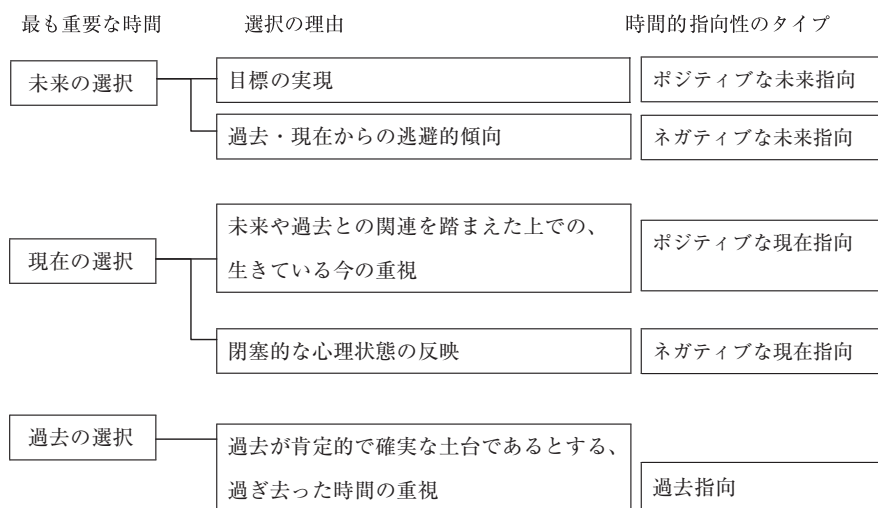 最も重要な時間 選択の理由 時間的指向性のタイプ
未来の選択 目標の実現 ポジティブな未来指向
過去・現在からの逃避的傾向 ネガティブな未来指向
未来や過去との関連を踏まえた上での、
現在の選択 生きている今の重視 ポジティブな現在指向
閉塞的な心理状態の反映 ネガティブな現在指向
過去の選択 過去が肯定的で確実な土台であるとする、
過ぎ去った時間の重視 過去指向